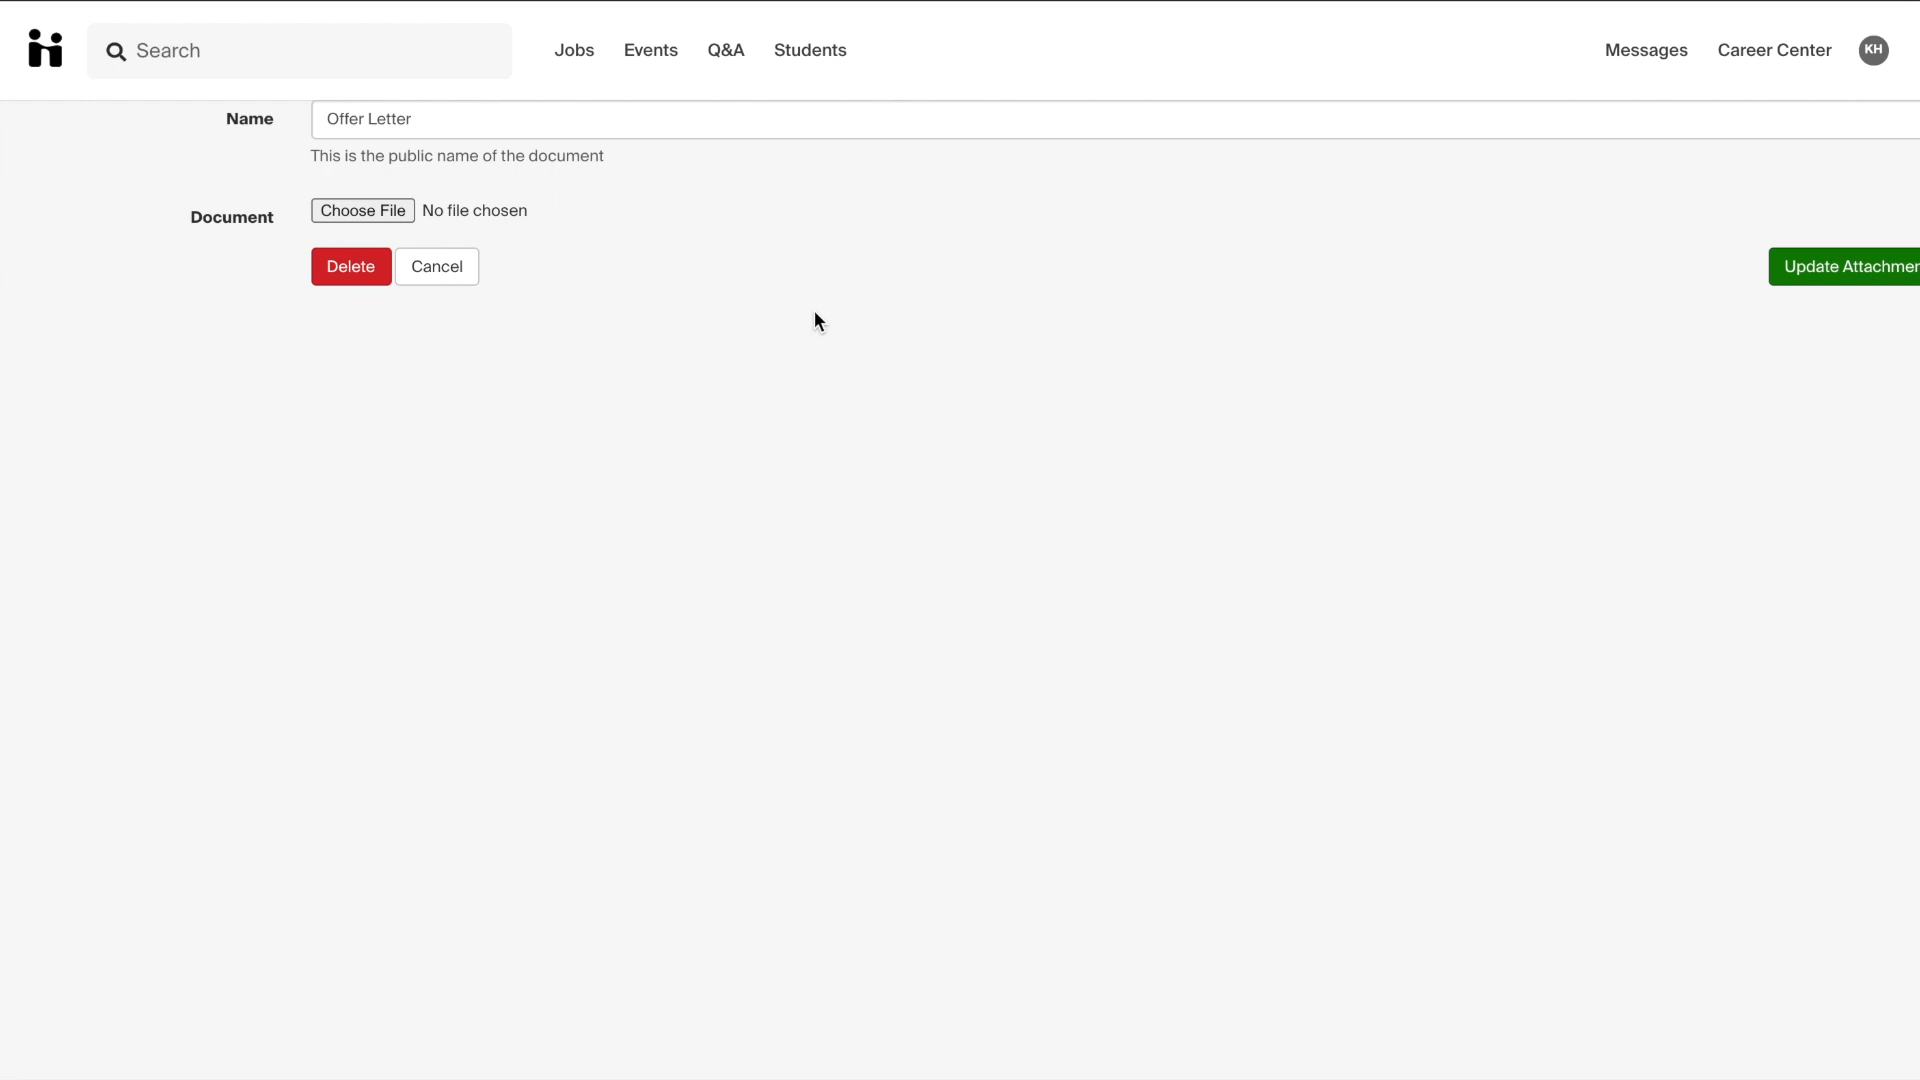 Search
Jobs Events Q&A Students
Messages Career Center KH
Name Offer Letter
This is the public name of the document
Document Choose File No file chosen
Delete Cancel Update Attachmen